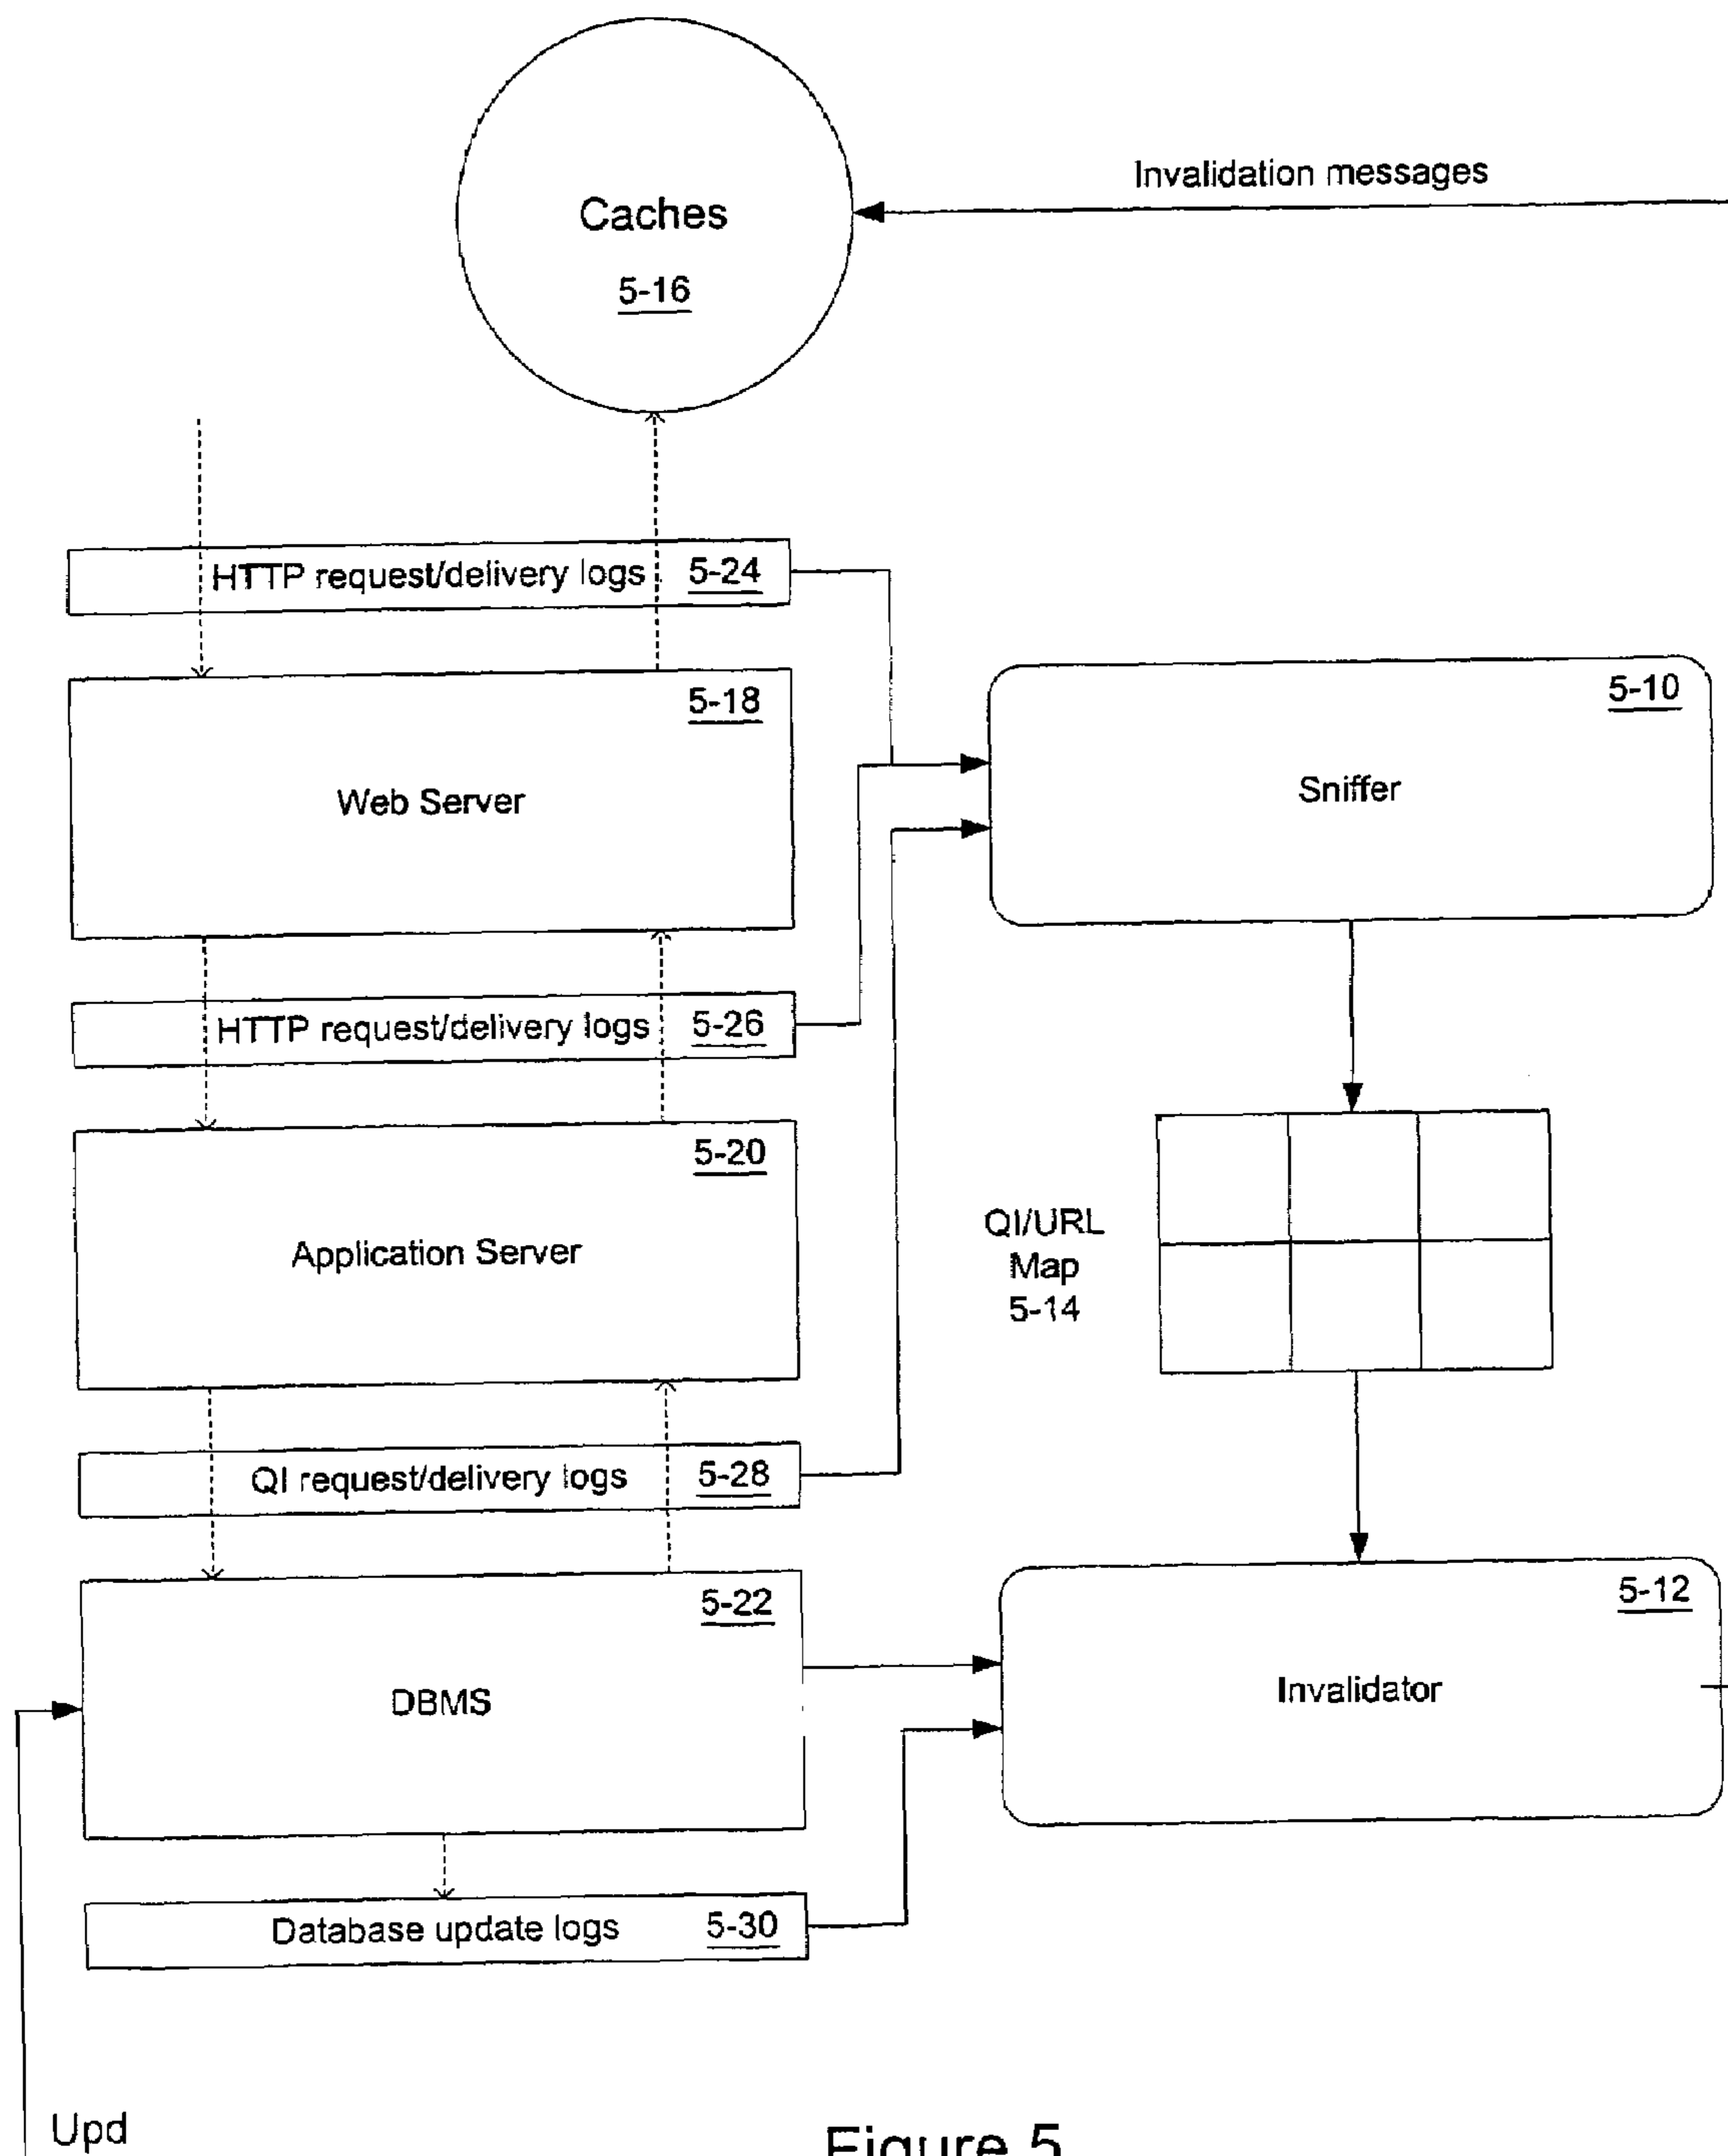 Caches
5-16
Invalidation messages
HTTP request/delivery logs 5-24
5-18
Web Server
5-10
Sniffer
HTTP request/delivery logs 5-26
5-20
Application Server
QI/URL
Map
5-14
QI request/delivery logs 5-28
5-22
DBMS
5-12
Invalidator
Database update logs 5-30
Upd
Figure 5